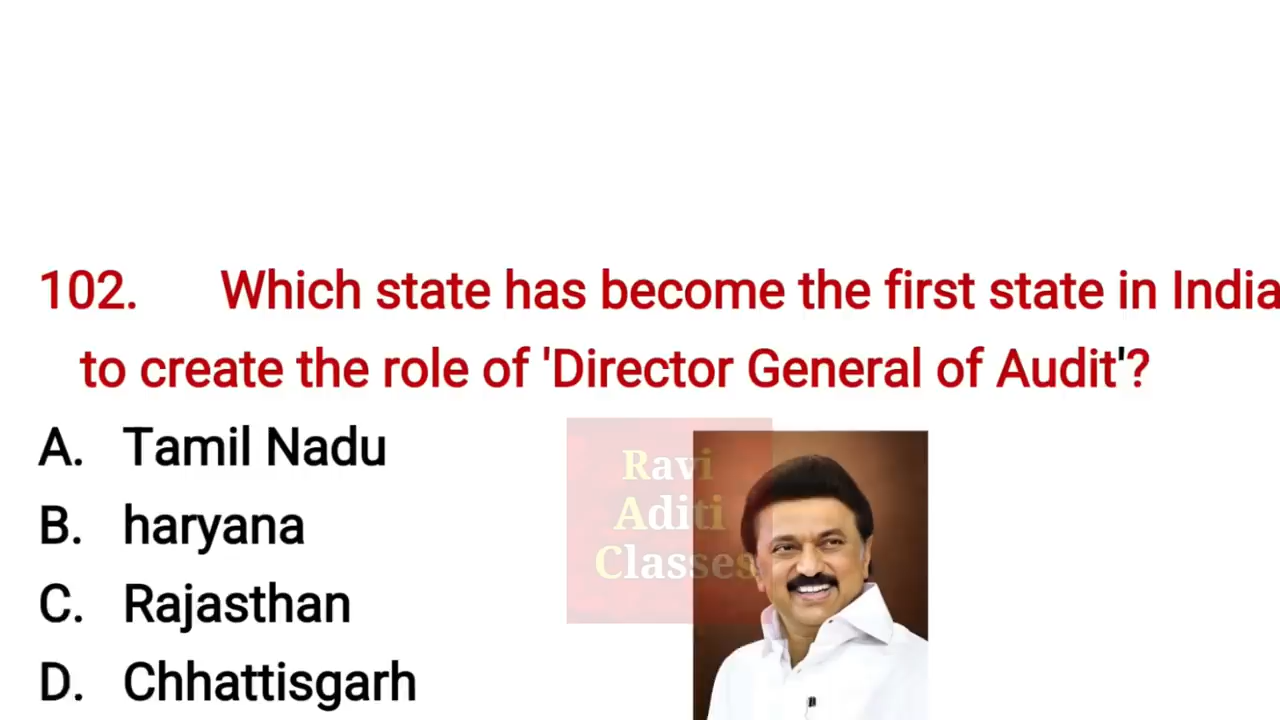 102. Which state has become the first state in India
to create the role of 'Director General of Audit'?
A. Tamil Nadu
B. haryana
C. Rajasthan
D. Chhattisgarh
Ravi
Aditi
Classes